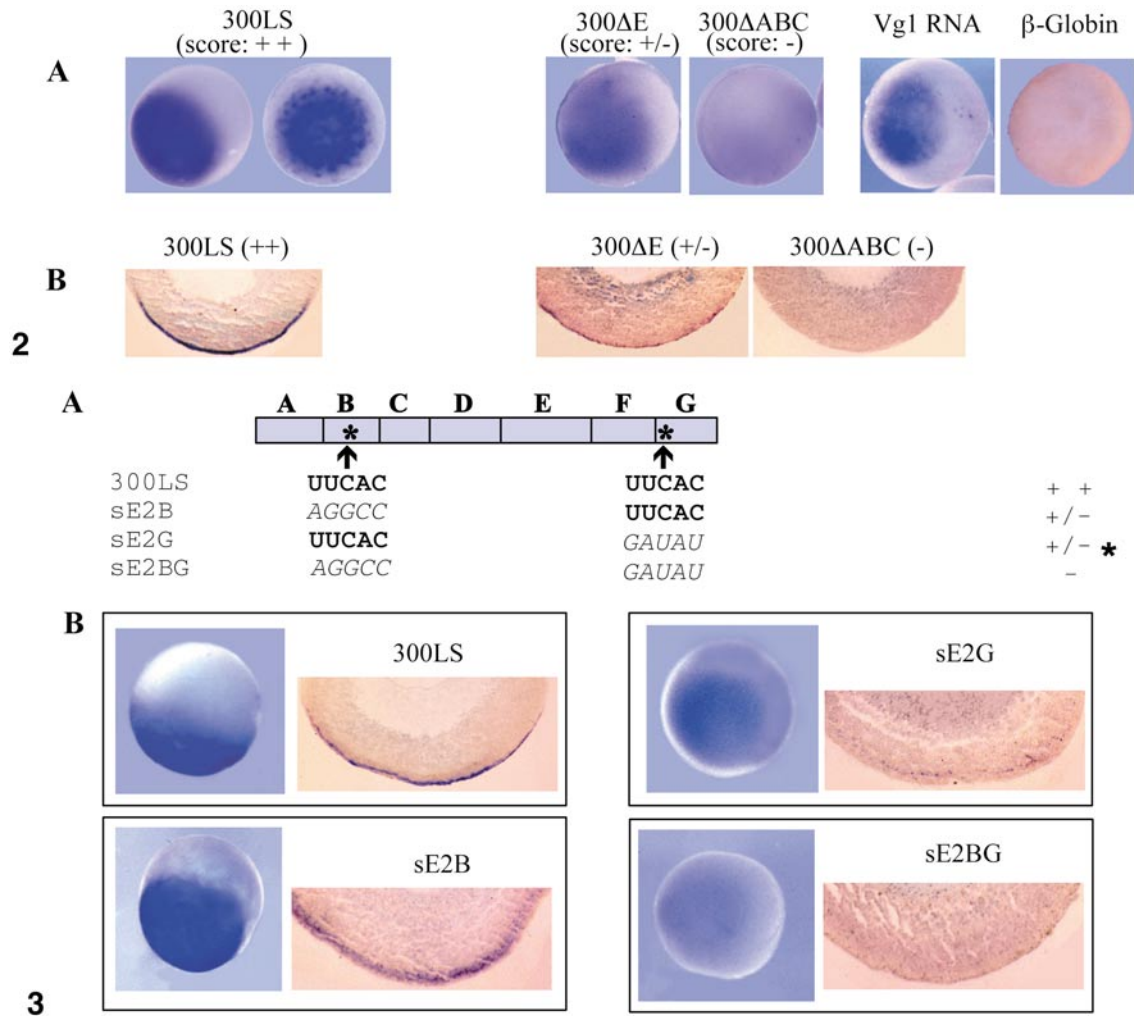 300LS
(score: + +)
300ΔE
(score: +/-)
300ΔABC
(score: -)
Vg1 RNA
β-Globin
A
300LS (++)
300ΔE (+/-)
300ΔABC (-)
B
2
A
A B C D E F G
* *
300LS UUCAC UUCAC + +
sE2B AGGCC UUCAC +/-
sE2G UUCAC GAUAU +/- *
sE2BG AGGCC GAUAU -
B
300LS
sE2G
sE2B
sE2BG
3